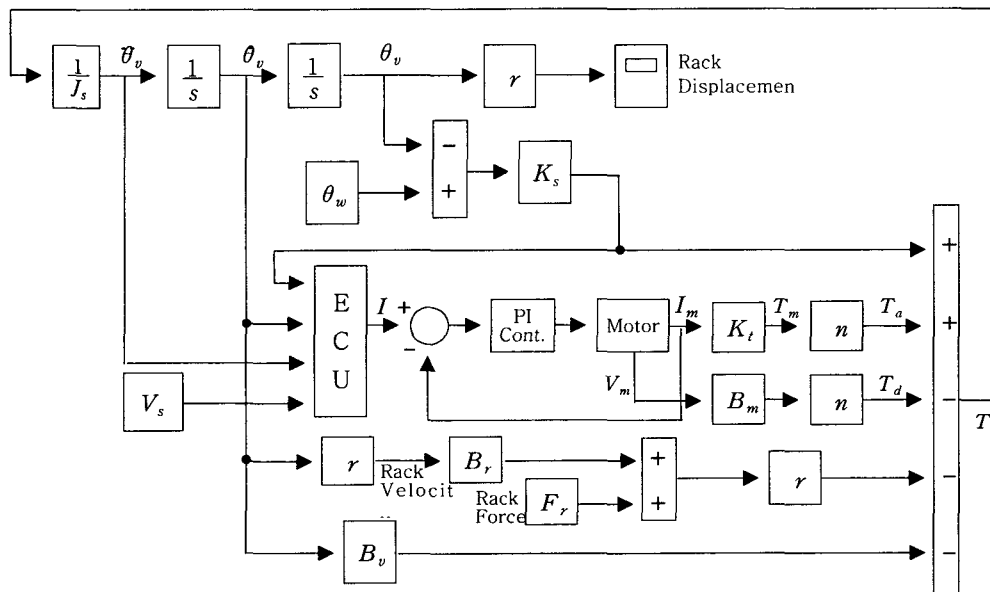 1 / J_s
θ̈_v
1 / s
θ̇_v
1 / s
θ_v
r
Rack
Displacemen
−
+
θ_w
K_s
E
C
U
I
+
−
PI
Cont.
Motor
I_m
K_t
T_m
n
T_a
+
+
V_s
V_m
B_m
n
T_d
−
T
r
Rack
Velocit
B_r
+
+
Rack
Force
F_r
r
−
B_v
−